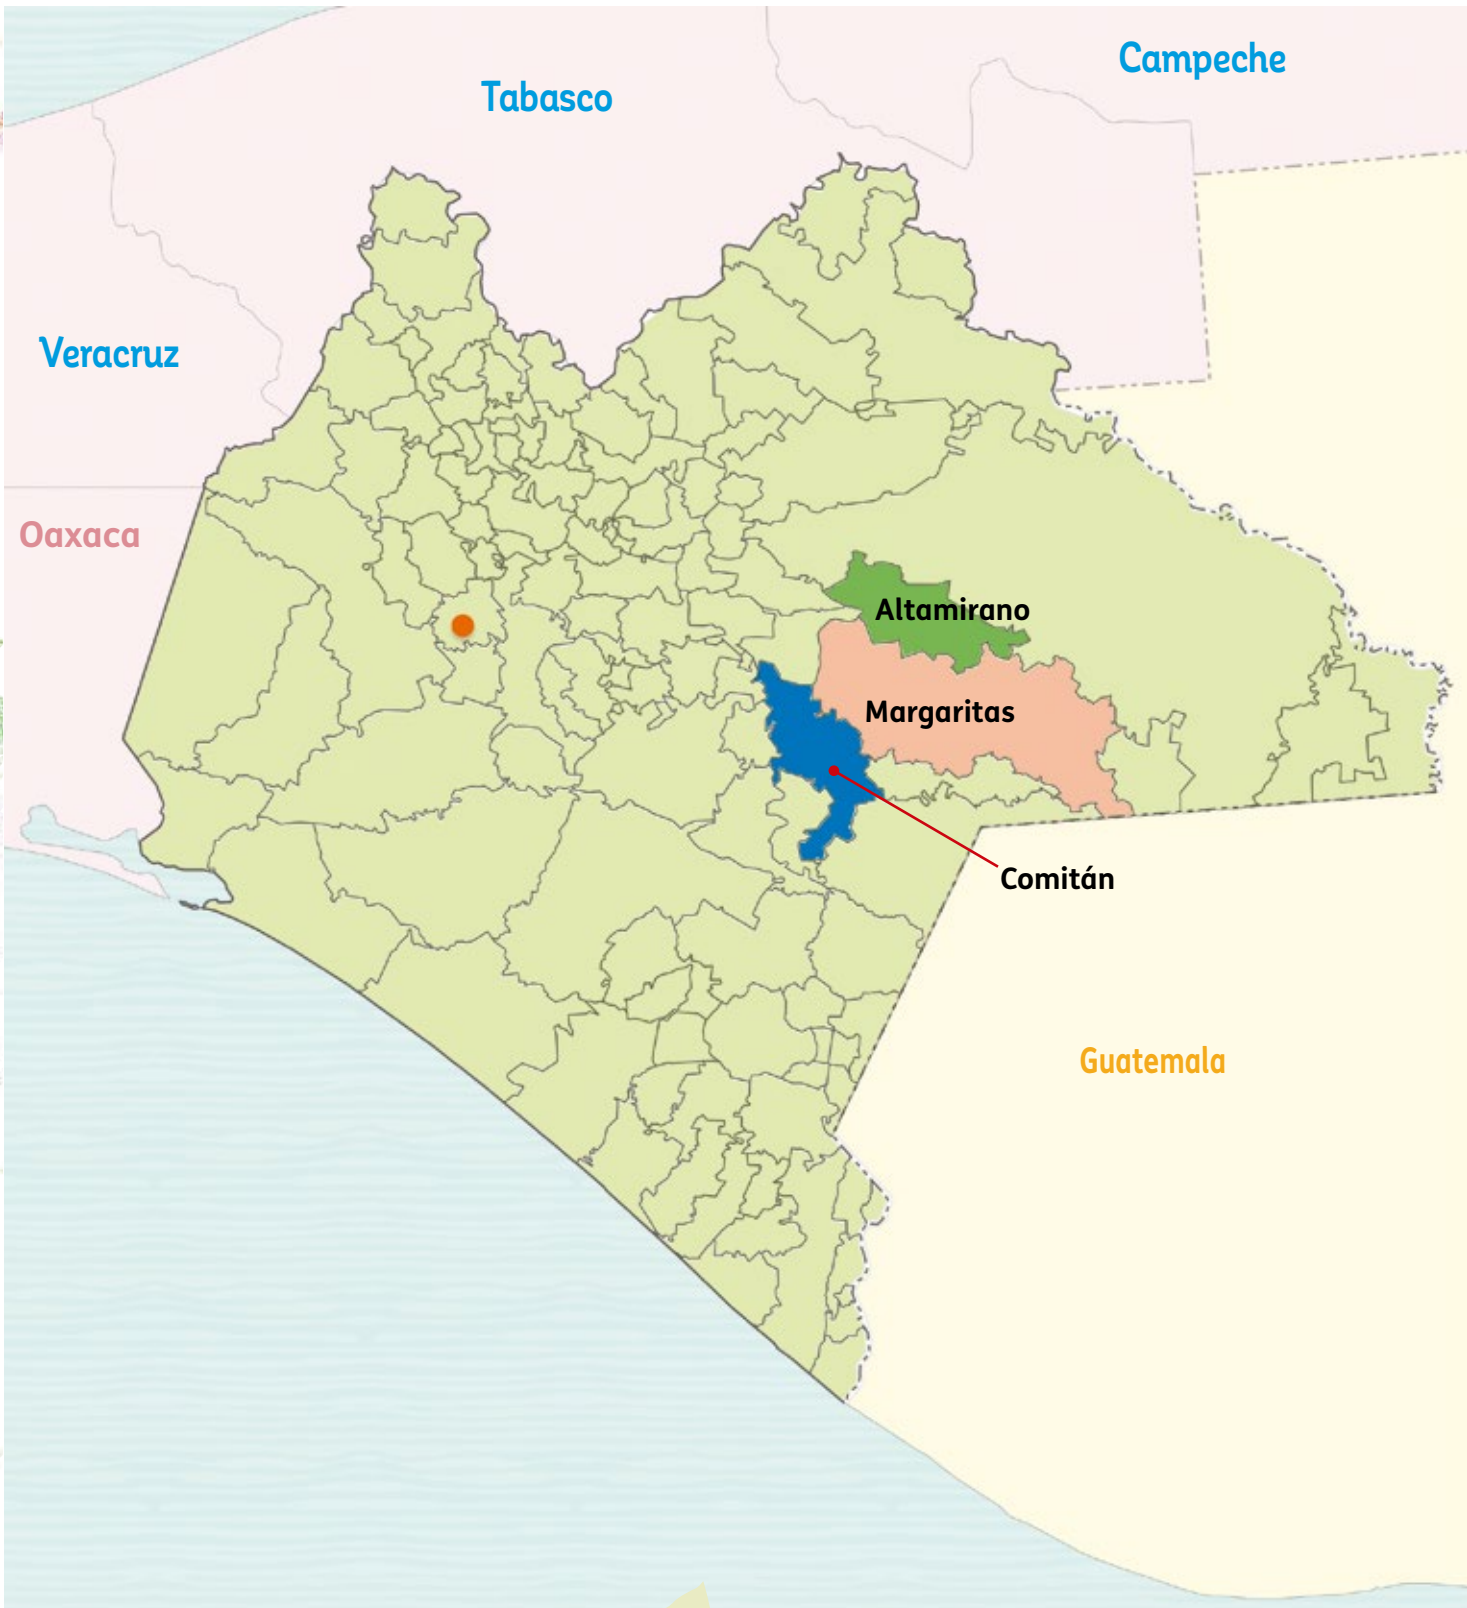 Campeche
Tabasco
Veracruz
Oaxaca
Altamirano
Margaritas
Comitán
Guatemala